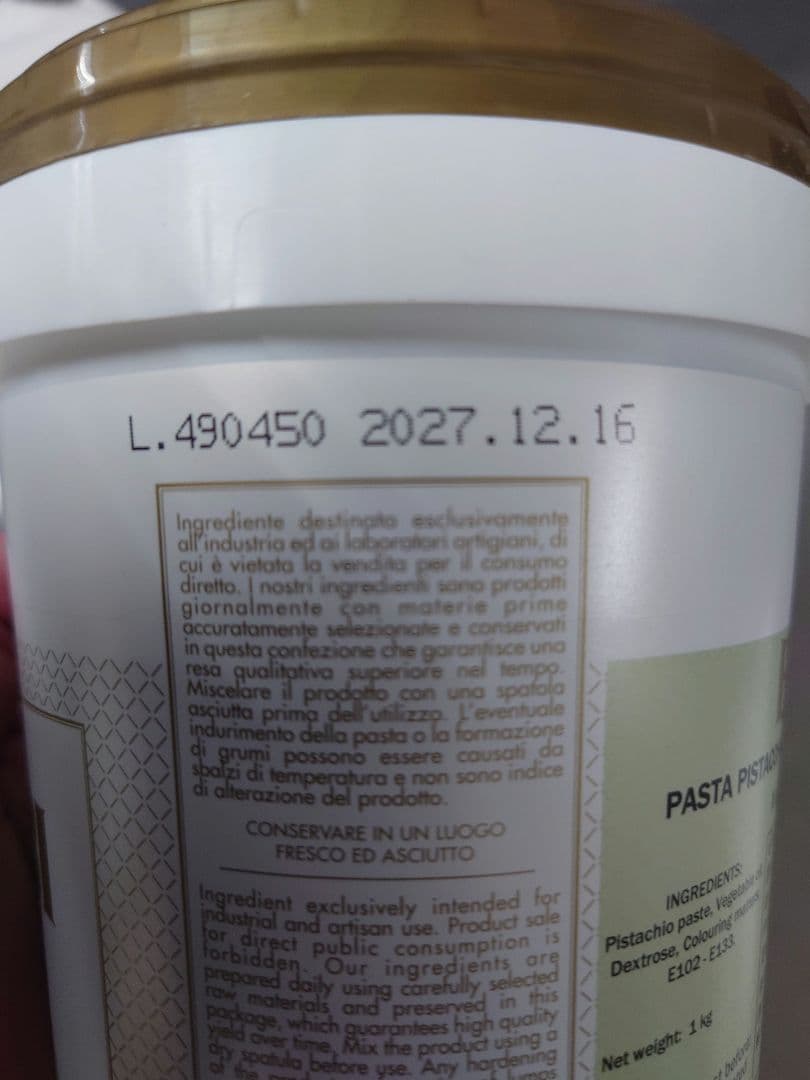 L.490450 2027.12.16
Ingrediente destinato esclusivamente
all'industria ed ai laboratori artigiani, di
cui è vietata la vendita per il consumo
diretto. I nostri ingredienti sono prodotti
giornalmente con materie prime
accuratamente selezionate e conservati
in questa confezione che garantisce una
resa qualitativa superiore nel tempo.
Miscelare il prodotto con una spatola
asciutta prima dell'utilizzo. L'eventuale
indurimento della pasta o la formazione
di grumi possono essere causati da
sbalzi di temperatura e non sono indice
di alterazione del prodotto.
CONSERVARE IN UN LUOGO
FRESCO ED ASCIUTTO
Ingredient exclusively intended for
industrial and artisan use. Product sale
for direct public consumption is
forbidden. Our ingredients are
prepared daily using carefully selected
raw materials and preserved in this
package, which guarantees high quality
yield over time. Mix the product using a
dry spatula before use. Any hardening
of the lumps
PASTA
INGREDIENTS:
Pistachio paste, Vegetable
Dextrose, Colouring
E102 - E133.
Net weight: 1 kg